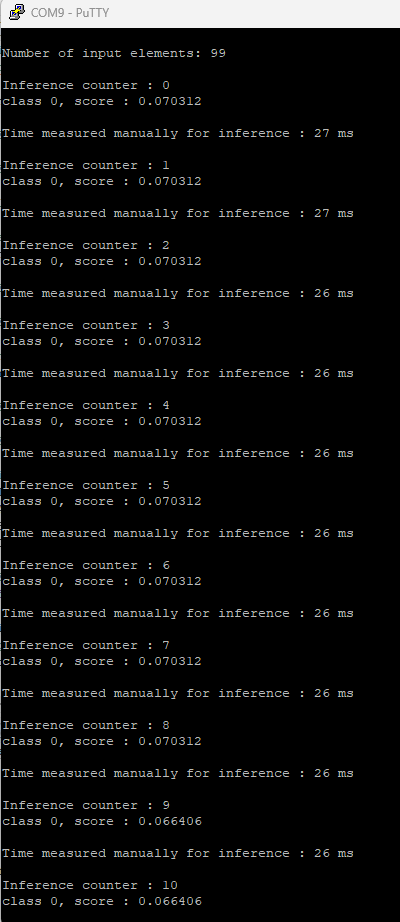 COM9 - PuTTY
Number of input elements: 99
Inference counter : 0
class 0, score : 0.070312
Time measured manually for inference : 27 ms
Inference counter : 1
class 0, score : 0.070312
Time measured manually for inference : 27 ms
Inference counter : 2
class 0, score : 0.070312
Time measured manually for inference : 26 ms
Inference counter : 3
class 0, score : 0.070312
Time measured manually for inference : 26 ms
Inference counter : 4
class 0, score : 0.070312
Time measured manually for inference : 26 ms
Inference counter : 5
class 0, score : 0.070312
Time measured manually for inference : 26 ms
Inference counter : 6
class 0, score : 0.070312
Time measured manually for inference : 26 ms
Inference counter : 7
class 0, score : 0.070312
Time measured manually for inference : 26 ms
Inference counter : 8
class 0, score : 0.070312
Time measured manually for inference : 26 ms
Inference counter : 9
class 0, score : 0.066406
Time measured manually for inference : 26 ms
Inference counter : 10
class 0, score : 0.066406